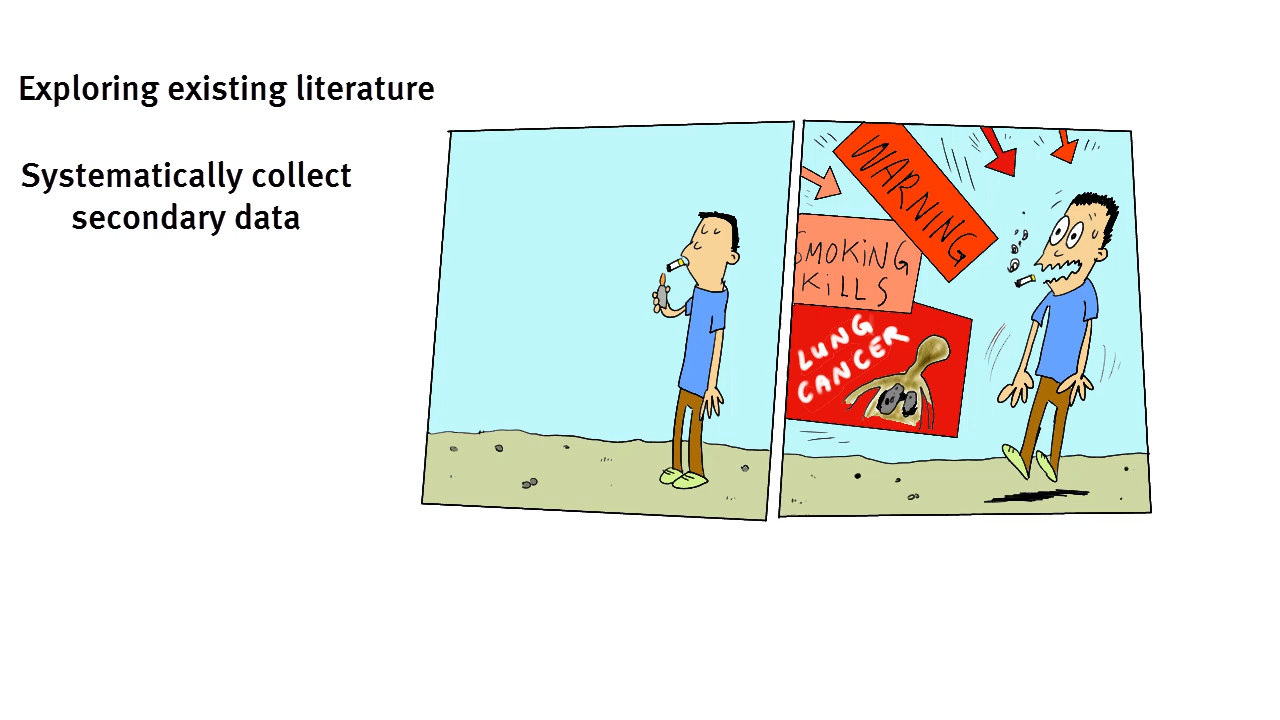 Exploring existing literature
Systematically collect
secondary data
WARNING
SMOKING
KILLS
LUNG
CANCER